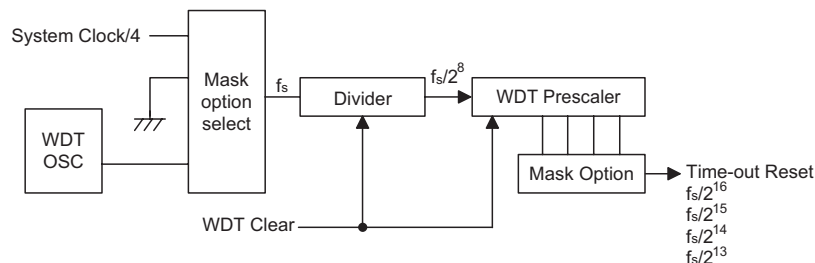 System Clock/4
WDT
OSC
Mask
option
select
fs
Divider
fs/2^8
WDT Prescaler
Mask Option
WDT Clear
Time-out Reset
fs/2^16
fs/2^15
fs/2^14
fs/2^13